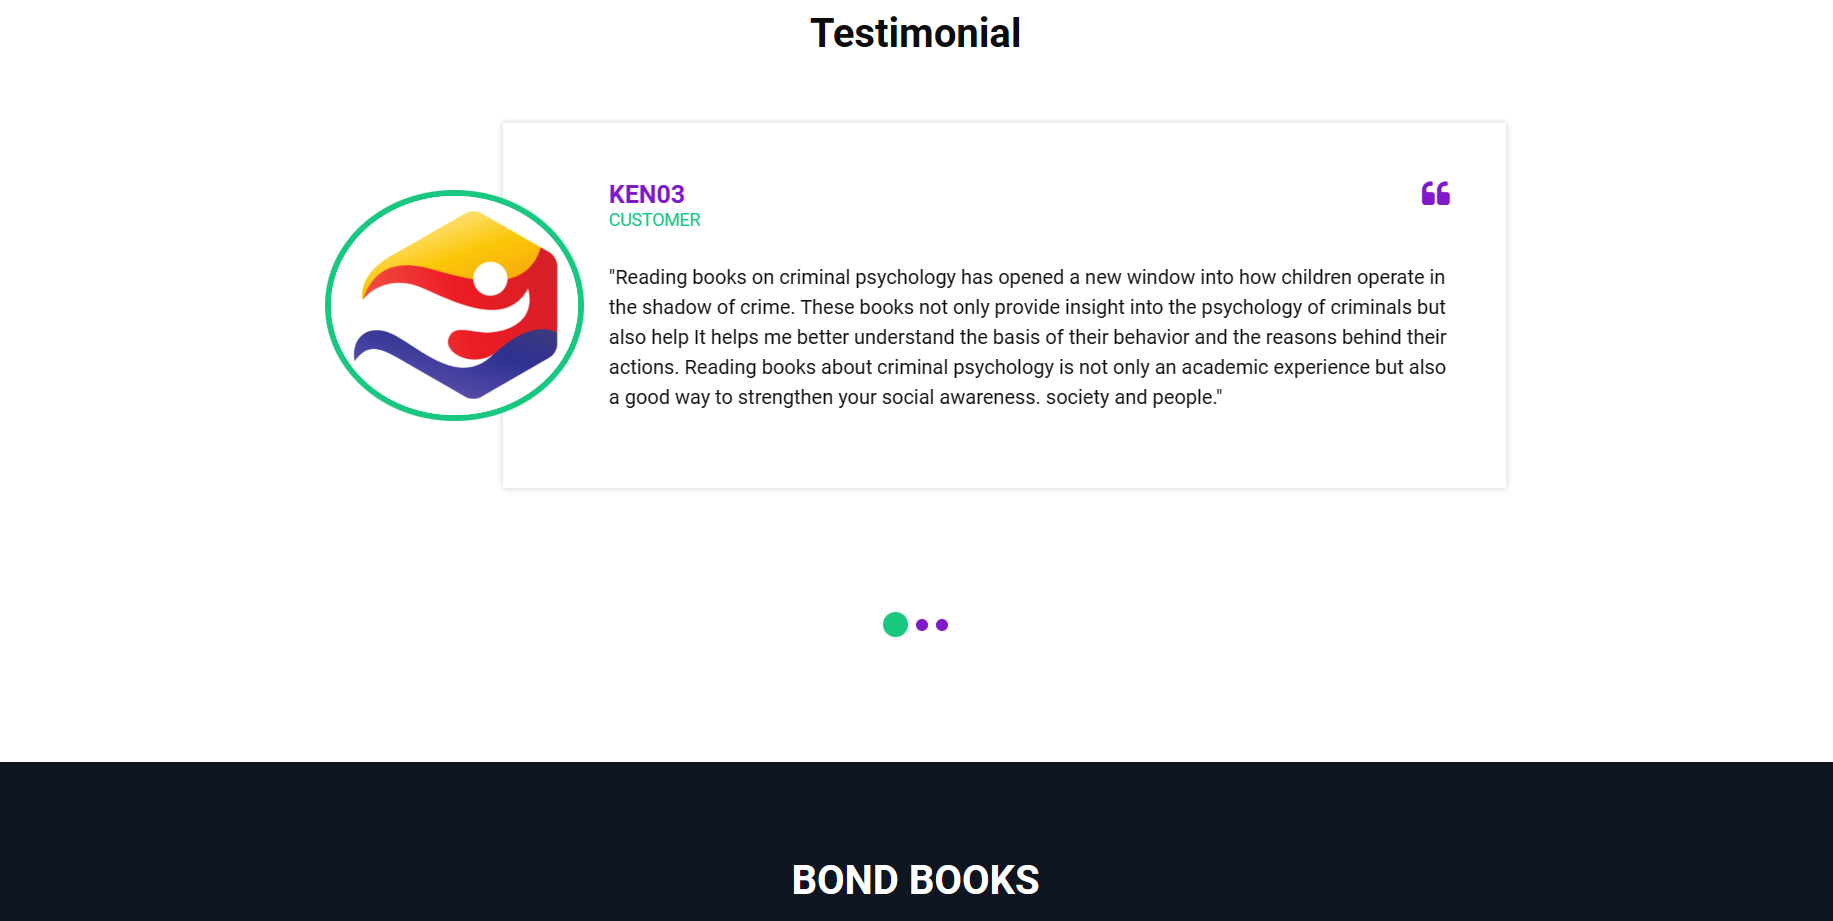 Testimonial
KEN03
CUSTOMER
"Reading books on criminal psychology has opened a new window into how children operate in
the shadow of crime. These books not only provide insight into the psychology of criminals but
also help It helps me better understand the basis of their behavior and the reasons behind their
actions. Reading books about criminal psychology is not only an academic experience but also
a good way to strengthen your social awareness. society and people."
BOND BOOKS